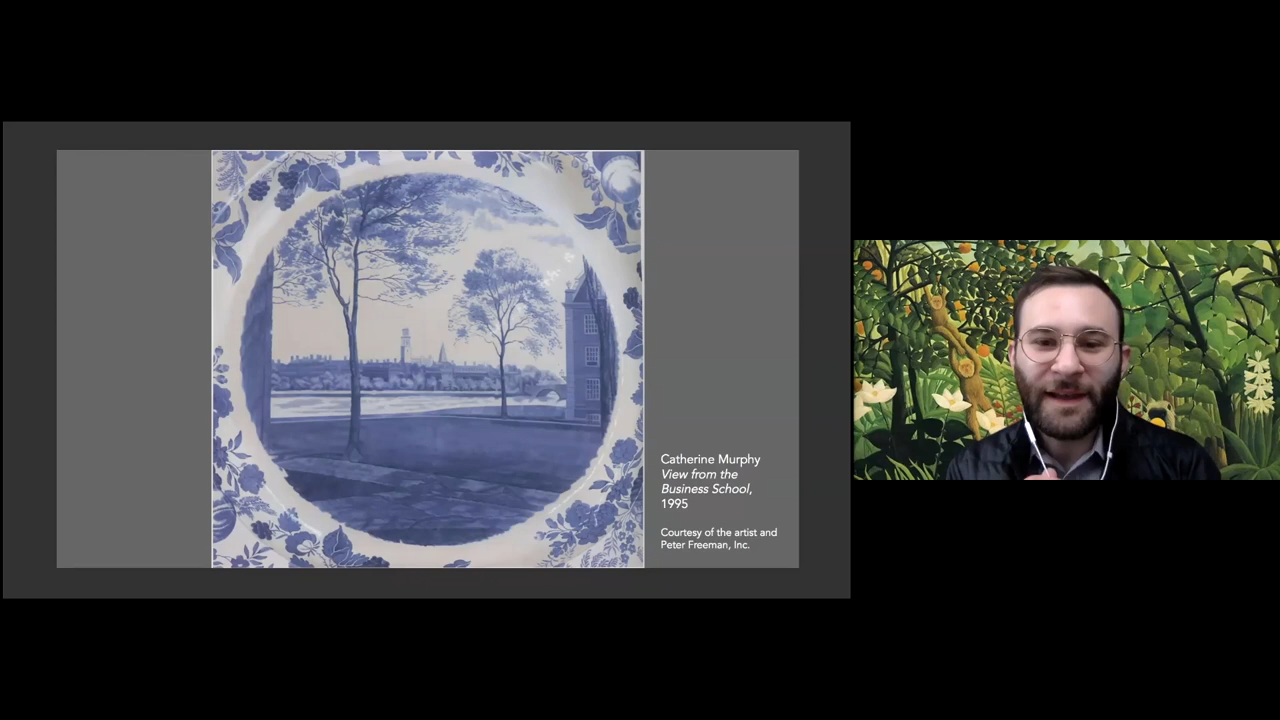 Catherine Murphy
View from the
Business School,
1995
Courtesy of the artist and
Peter Freeman, Inc.